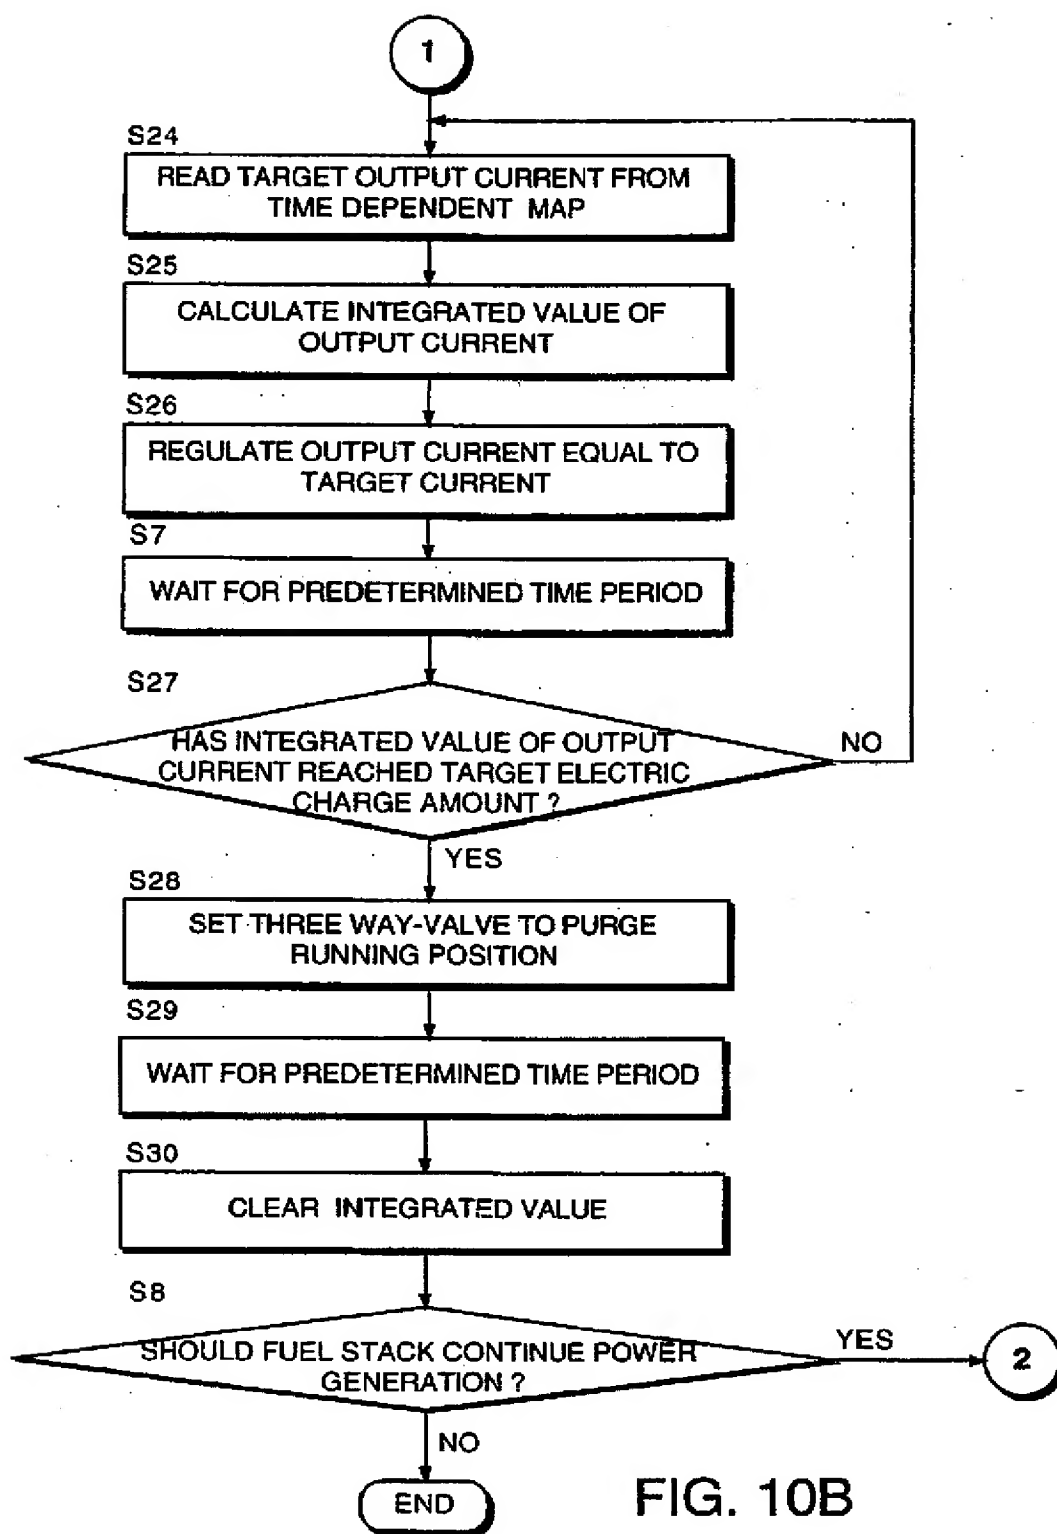 1
S24
READ TARGET OUTPUT CURRENT FROM
TIME DEPENDENT MAP
S25
CALCULATE INTEGRATED VALUE OF
OUTPUT CURRENT
S26
REGULATE OUTPUT CURRENT EQUAL TO
TARGET CURRENT
S7
WAIT FOR PREDETERMINED TIME PERIOD
S27
HAS INTEGRATED VALUE OF OUTPUT
CURRENT REACHED TARGET ELECTRIC
CHARGE AMOUNT ?
NO
YES
S28
SET THREE WAY-VALVE TO PURGE
RUNNING POSITION
S29
WAIT FOR PREDETERMINED TIME PERIOD
S30
CLEAR INTEGRATED VALUE
S8
SHOULD FUEL STACK CONTINUE POWER
GENERATION ?
YES
2
NO
END
FIG. 10B